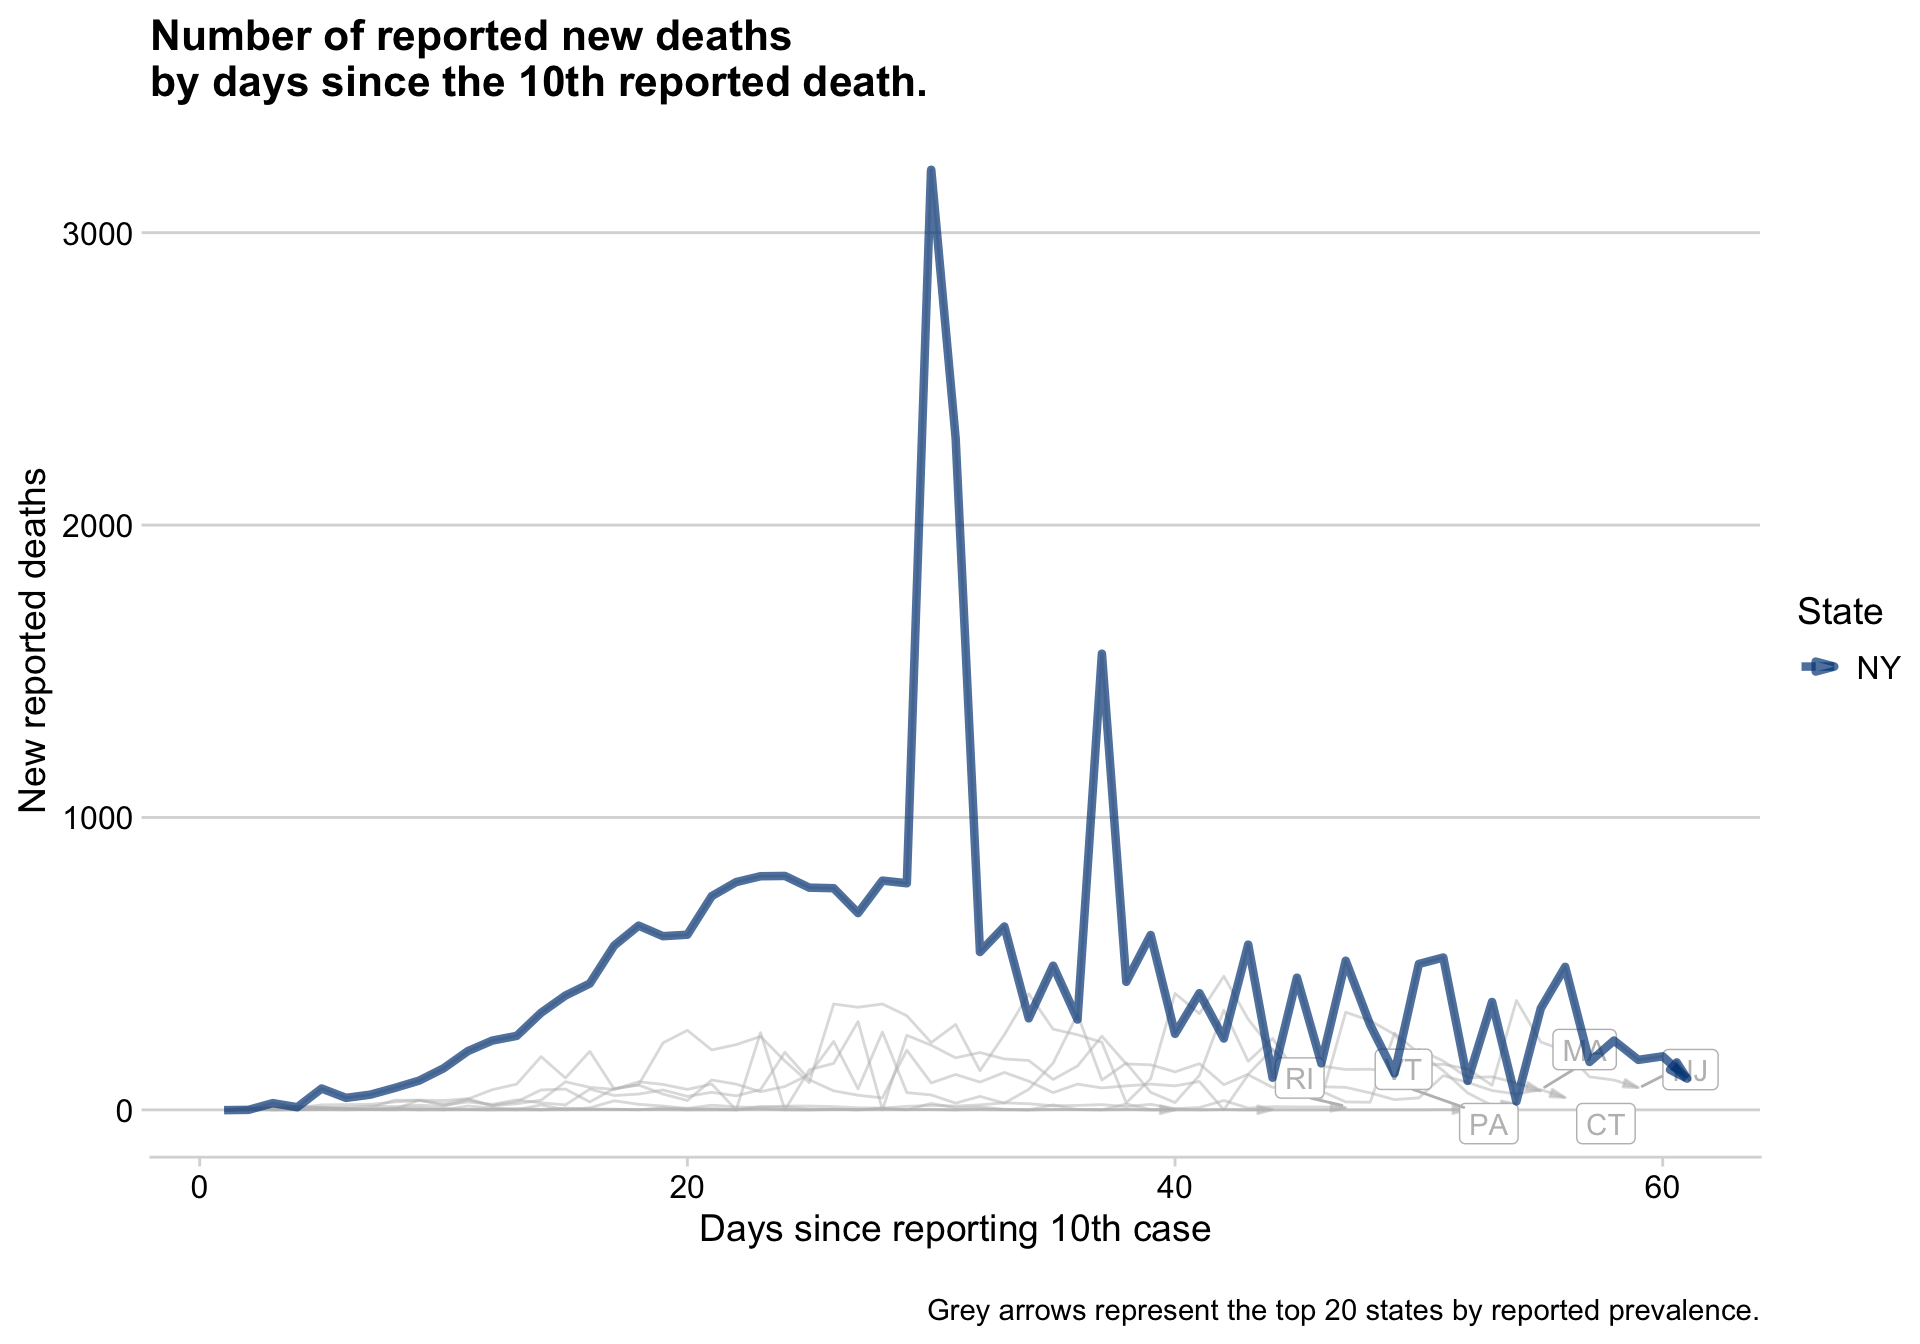 Number of reported new deaths
by days since the 10th reported death.
New reported deaths
3000
2000
1000
0
0 20 40 60
Days since reporting 10th case
RI
PA
MA
CT
NJ
State
NY
Grey arrows represent the top 20 states by reported prevalence.